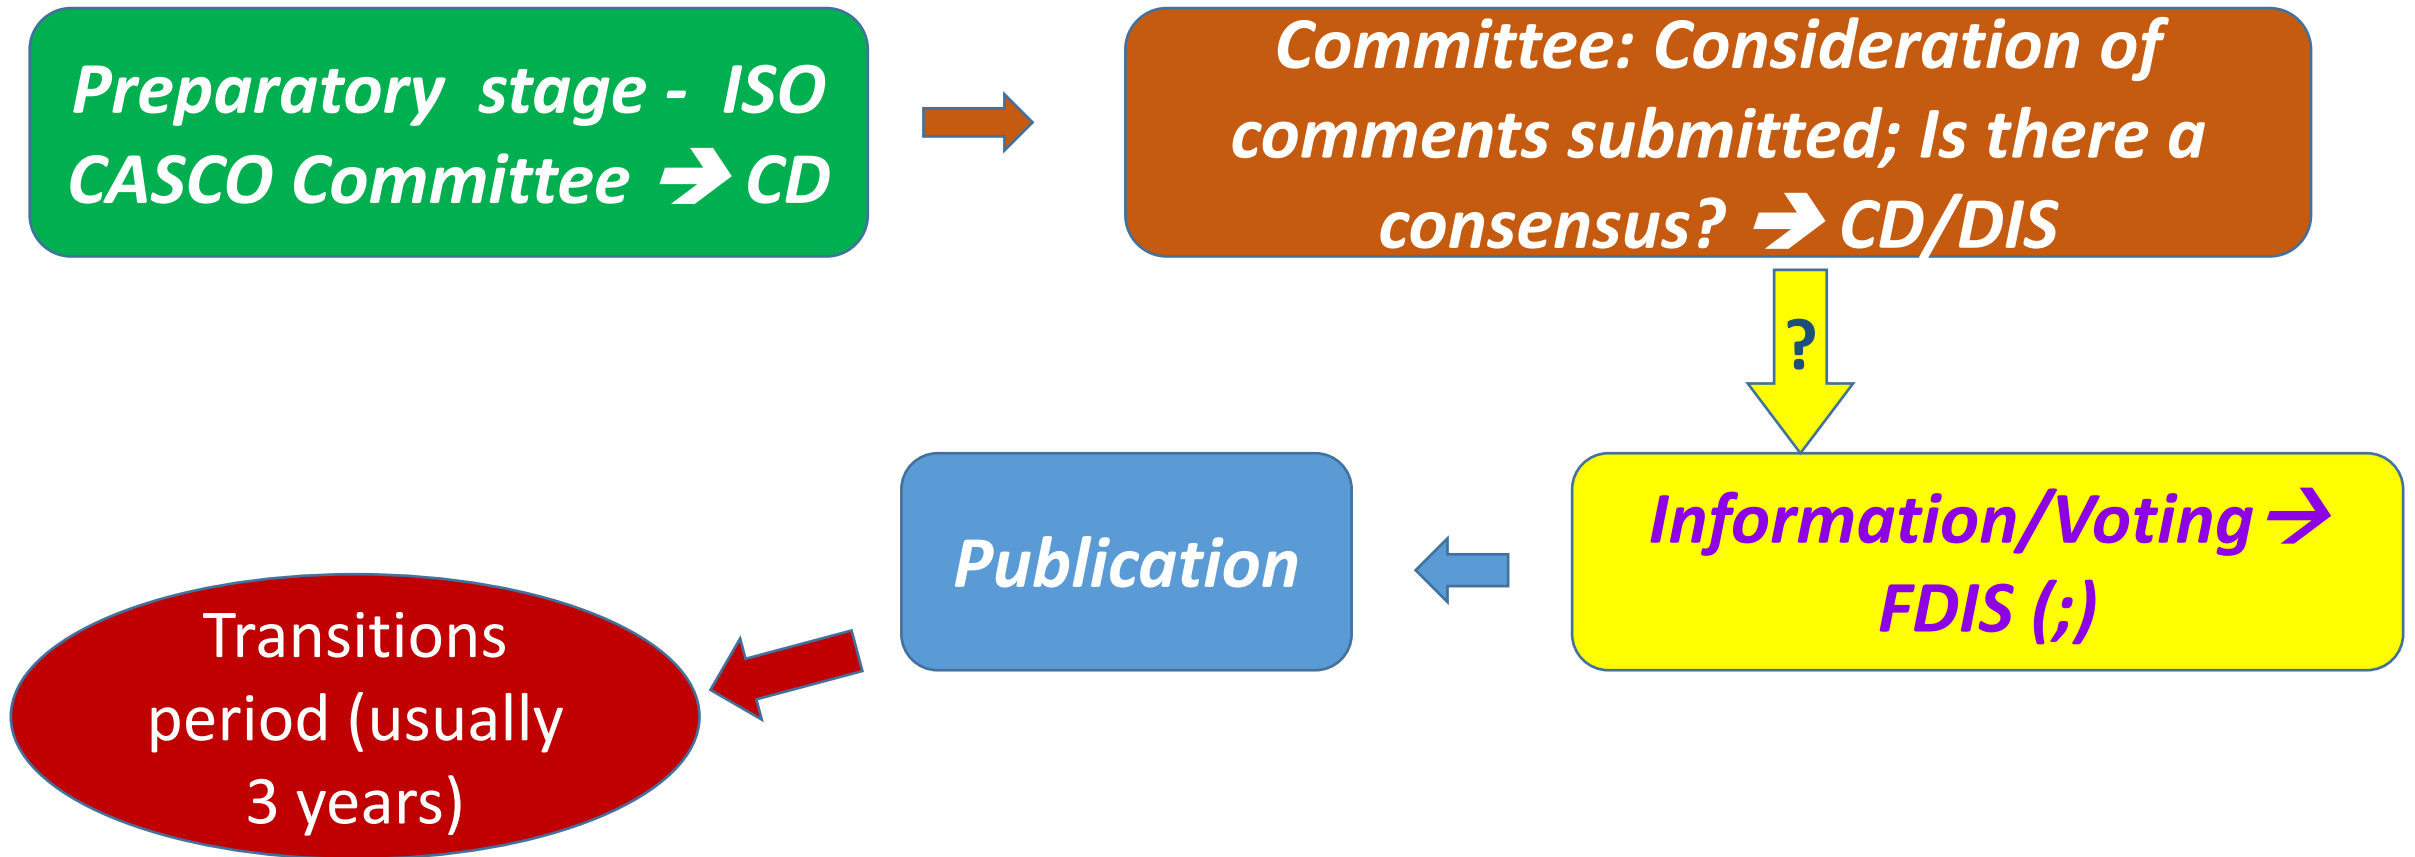 Preparatory stage - ISO
CASCO Committee → CD
Committee: Consideration of
comments submitted; Is there a
consensus? → CD/DIS
?
Information/Voting →
FDIS (;)
Publication
Transitions
period (usually
3 years)